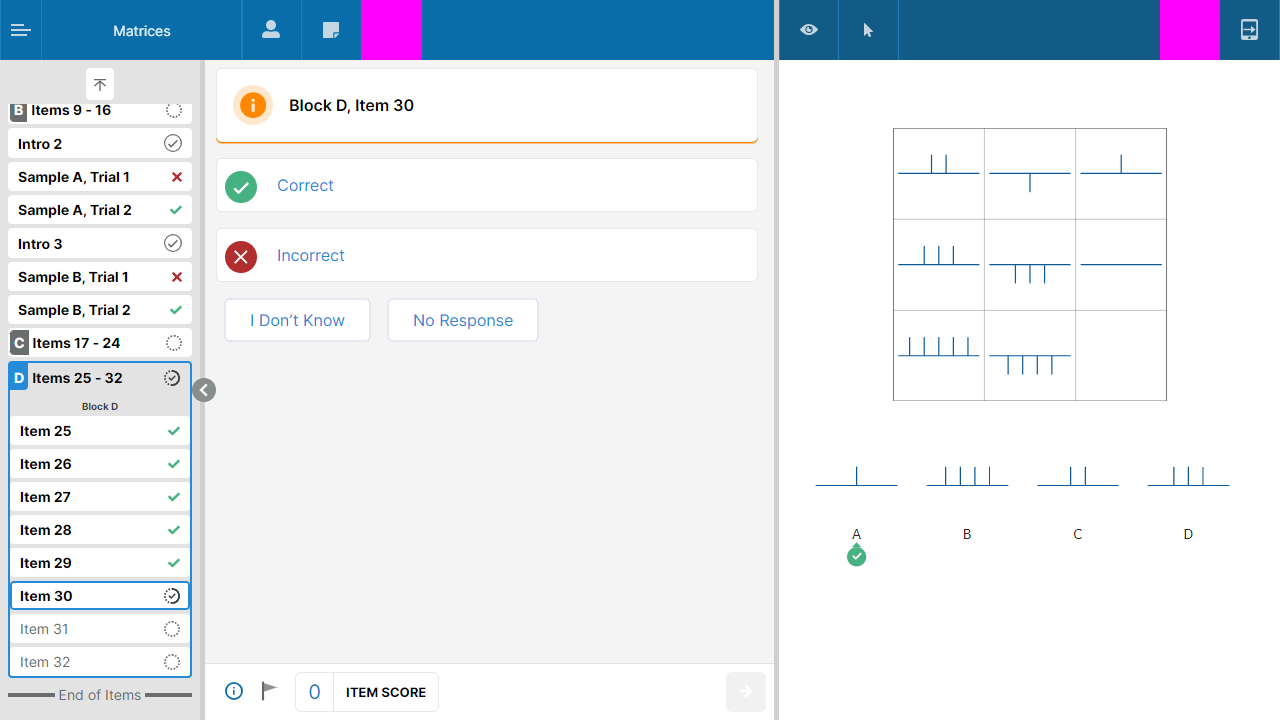 Matrices
B Items 9 - 16
Intro 2
Sample A, Trial 1
Sample A, Trial 2
Intro 3
Sample B, Trial 1
Sample B, Trial 2
C Items 17 - 24
D Items 25 - 32
Block D
Item 25
Item 26
Item 27
Item 28
Item 29
Item 30
Item 31
Item 32
End of Items
Block D, Item 30
Correct
Incorrect
I Don't Know No Response
0 ITEM SCORE
A B C D